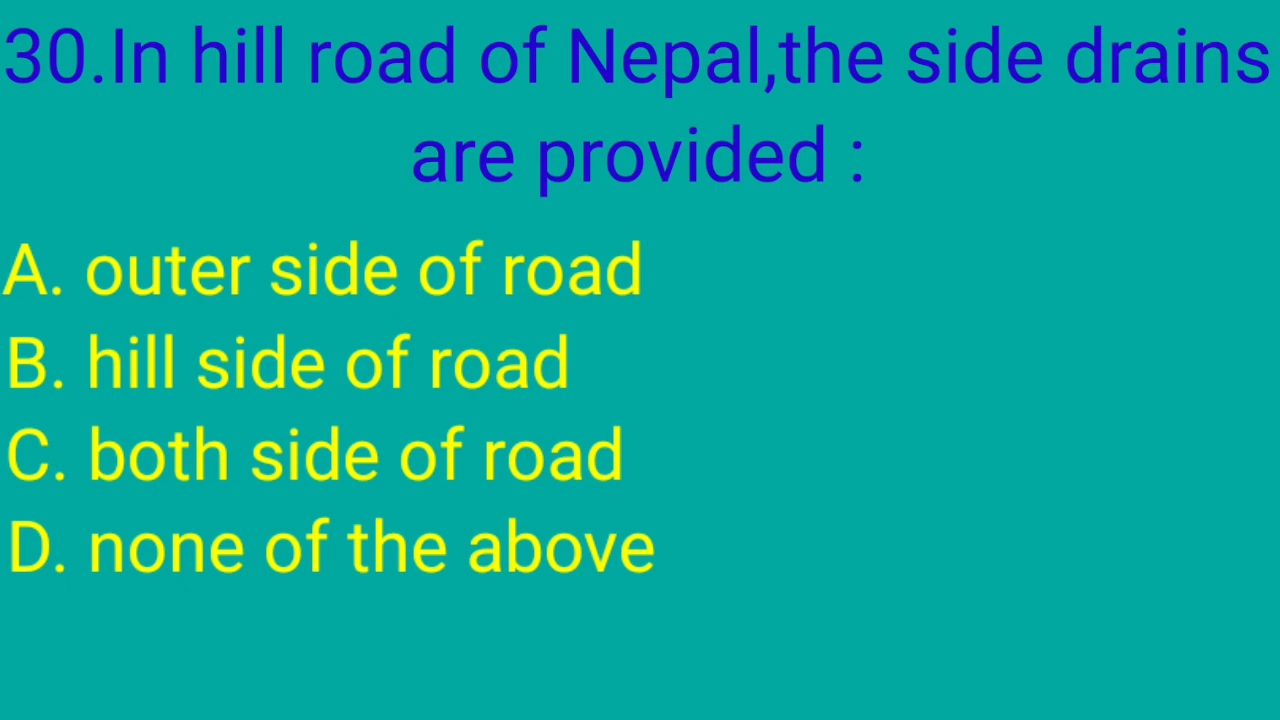 30.In hill road of Nepal,the side drains
are provided :
A. outer side of road
B. hill side of road
C. both side of road
D. none of the above